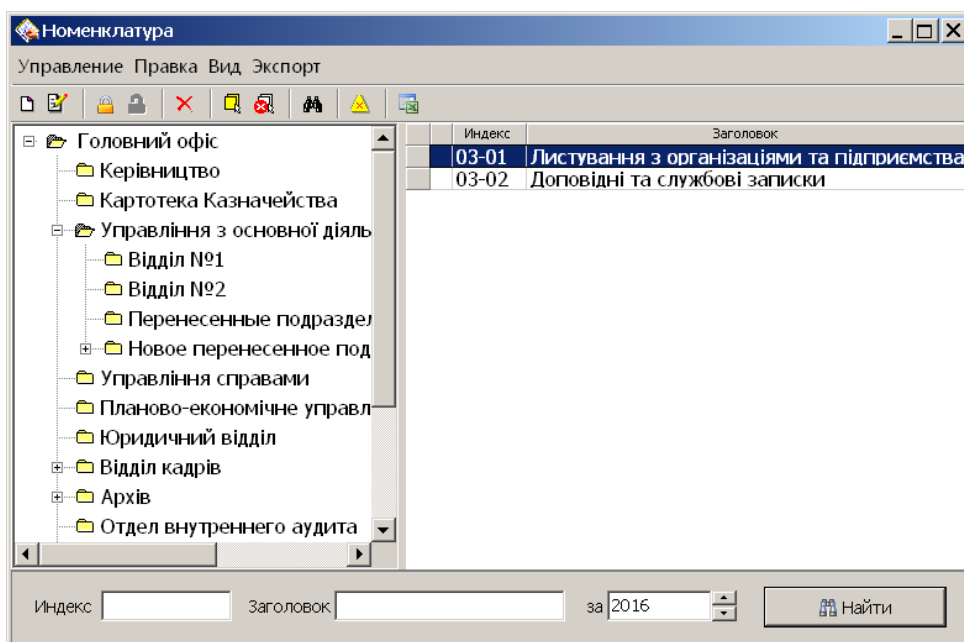 Номенклатура
Управление Правка Вид Экспорт
Головний офіс
Керівництво
Картотека Казначейства
Управління з основної діяль
Відділ №1
Відділ №2
Перенесенные подраздел
Новое перенесенное под
Управління справами
Планово-економічне управл
Юридичний відділ
Відділ кадрів
Архів
Отдел внутреннего аудита
Индекс Заголовок
03-01 Листування з організаціями та підприємства
03-02 Доповідні та службові записки
Индекс Заголовок за 2016 Найти